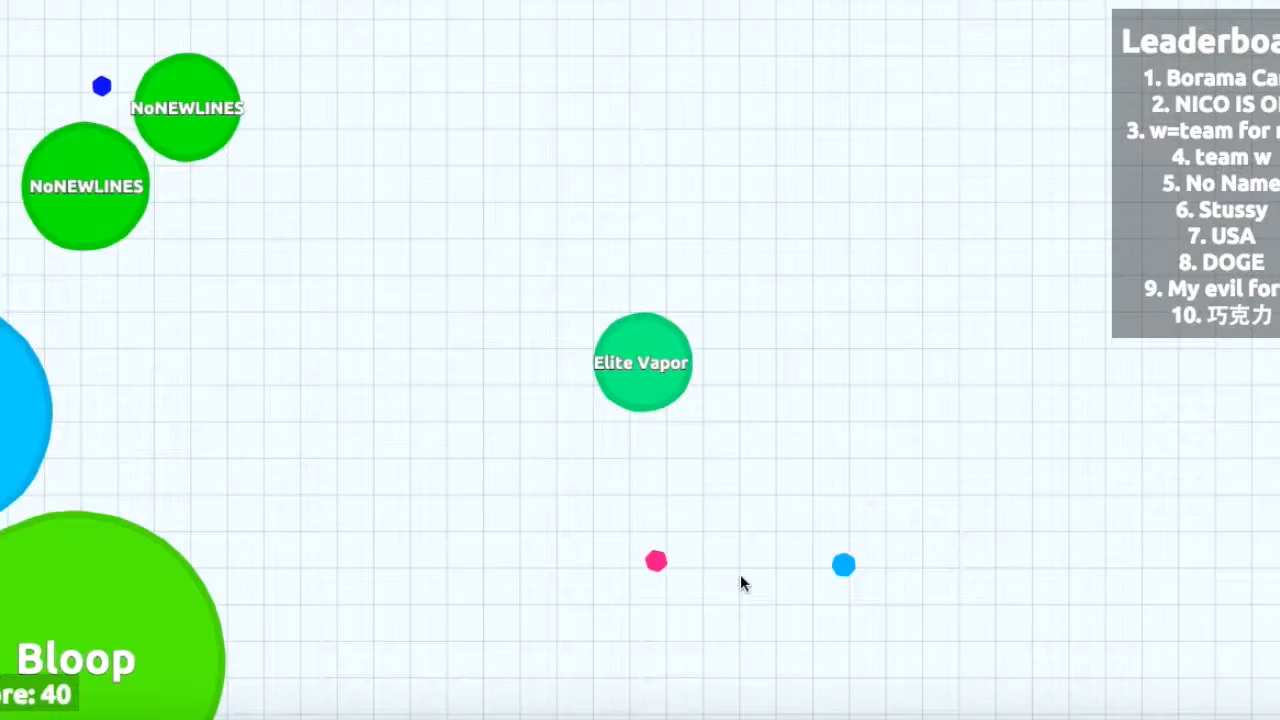 NoNEWLINES
NoNEWLINES
Elite Vapor
Bloop
re: 40
Leaderboa
1. Borama Ca
2. NICO IS O
3. w=team for
4. team w
5. No Name
6. Stussy
7. USA
8. DOGE
9. My evil for
10. 巧克力